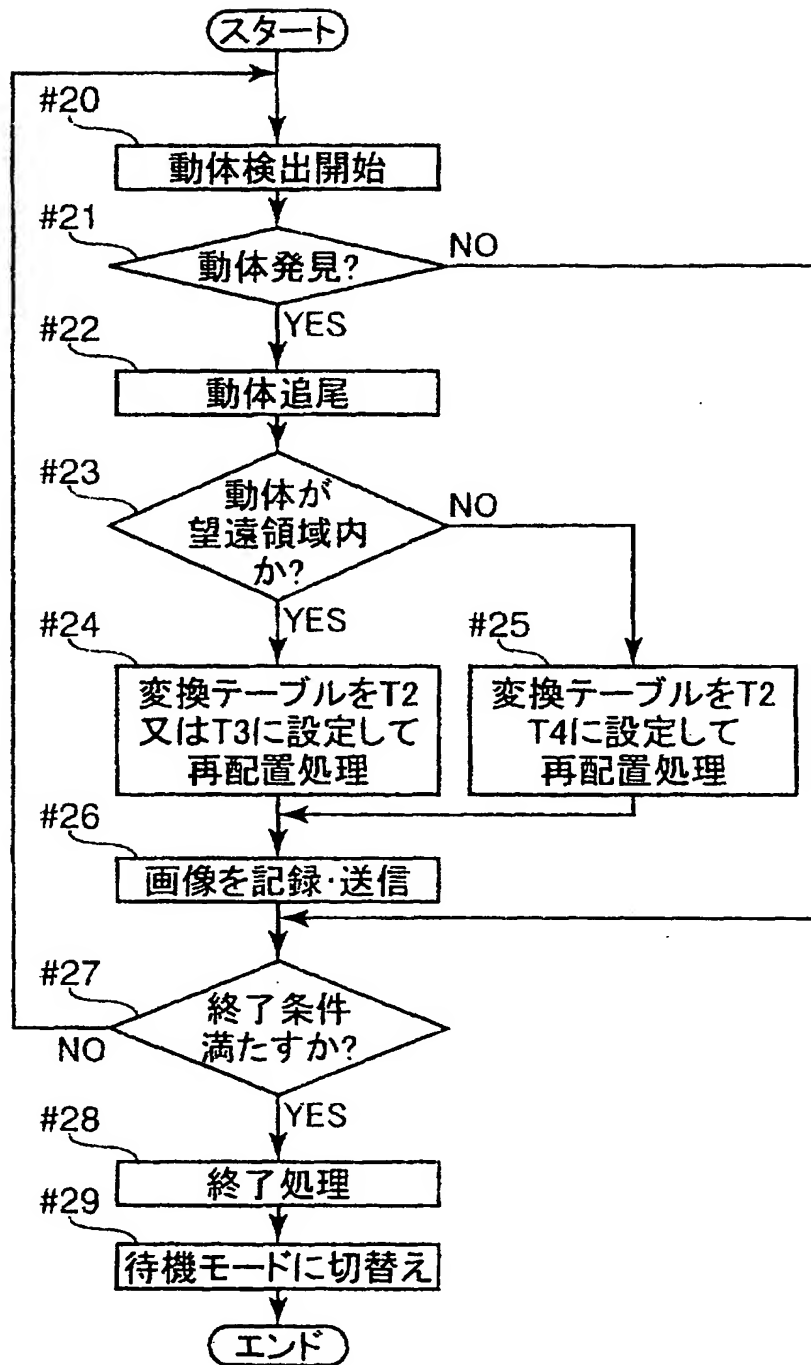 スタート
#20
動体検出開始
#21
動体発見?
NO
YES
#22
動体追尾
#23
動体が
望遠領域内
か?
NO
YES
#24
変換テーブルをT2
又はT3に設定して
再配置処理
#25
変換テーブルをT2
T4に設定して
再配置処理
#26
画像を記録·送信
#27
終了条件
満たすか?
NO
YES
#28
終了処理
#29
待機モードに切替え
エンド